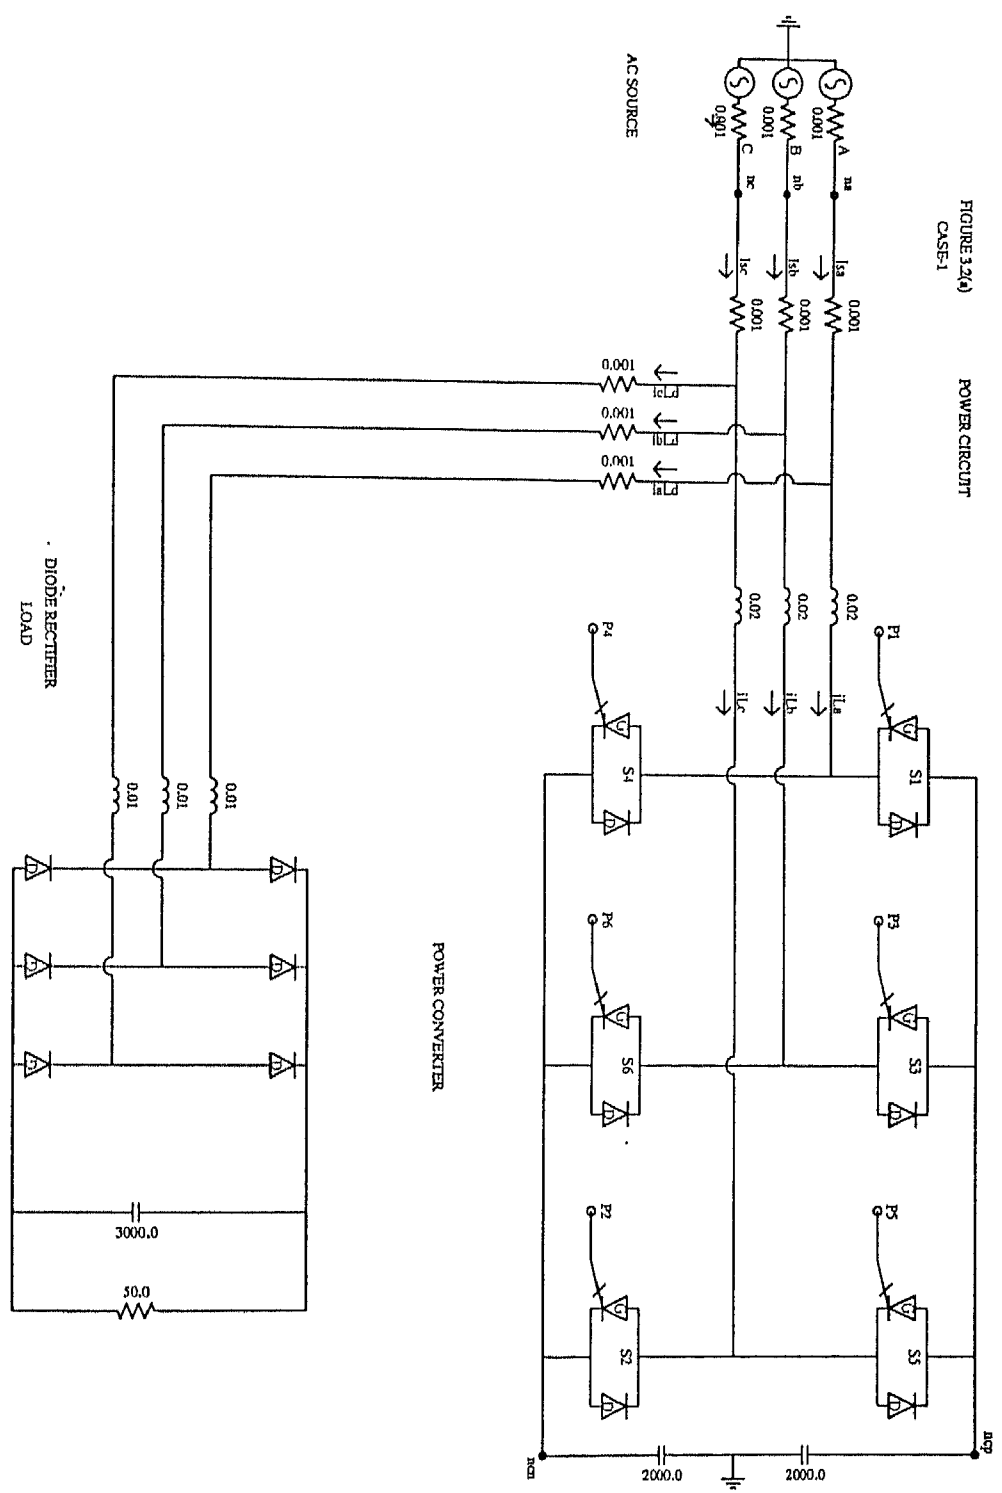 FIGURE 3.2(a)
CASE-1
POWER CIRCUIT
AC SOURCE
A
B
C
0.001
0.001
0.001
na
nb
nc
Isa
Isb
Isc
0.001
0.001
0.001
0.001
0.001
0.001
icLd
ibLd
iaLd
0.02
0.02
0.02
iLa
iLb
iLc
P1
G
S1
D
P3
G
S3
D
P5
G
S5
D
P4
G
S4
D
P6
G
S6
D
P2
G
S2
D
ncp
ncn
2000.0
2000.0
POWER CONVERTER
0.01
0.01
0.01
D
D
D
D
D
D
3000.0
50.0
DIODE RECTIFIER
LOAD